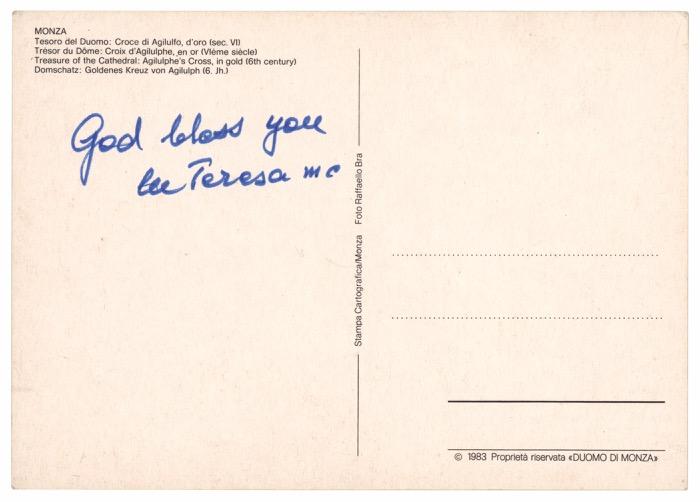 MONZA
Tesoro del Duomo: Croce di Agilulfo, d'oro (sec. VI)
Trésor du Dôme: Croix d'Agilulphe, en or (VIème siècle)
Treasure of the Cathedral: Agilulphe's Cross, in gold (6th century)
Domschatz: Goldenes Kreuz von Agilulph (6. Jh.)
God bless you
lee Teresa mc
Stampa Cartografica/Monza Foto Raffaello Bra
© 1983 Proprietà riservata «DUOMO DI MONZA»